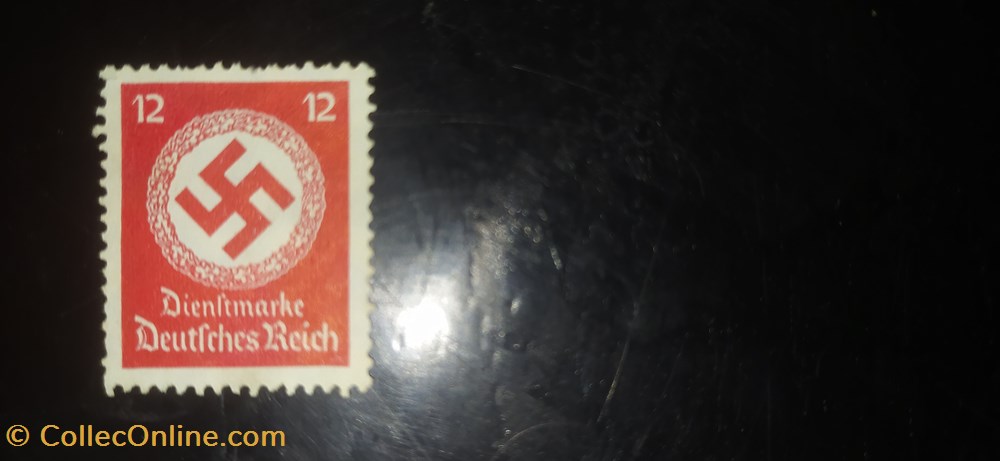 12 12
Dienſtmarke
Deutſches Reich
© CollecOnline.com